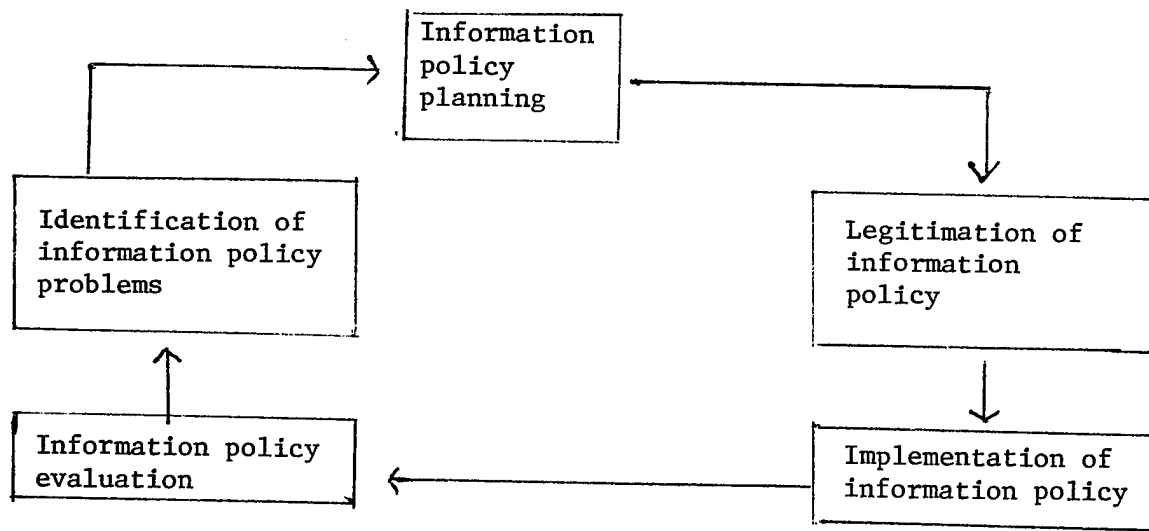 Information
policy
planning
Identification of
information policy
problems
Legitimation of
information
policy
Information policy
evaluation
Implementation of
information policy